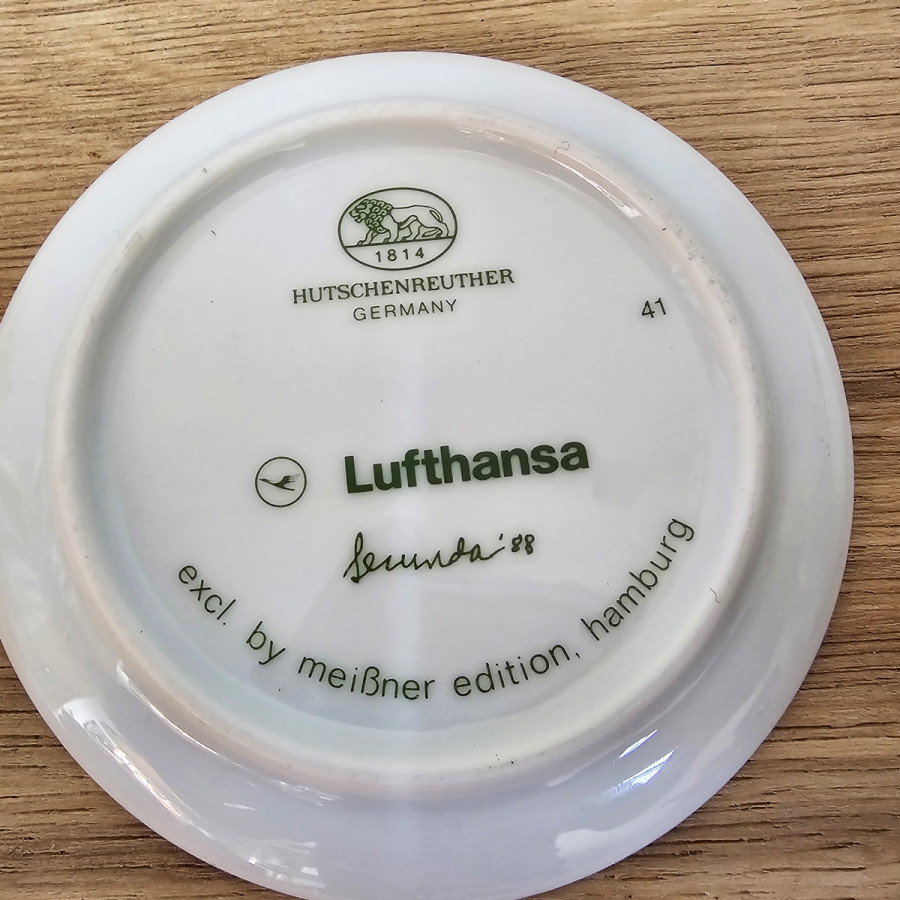 1814
HUTSCHENREUTHER
GERMANY
41
Lufthansa
Secunda '88
excl. by meißner edition, hamburg